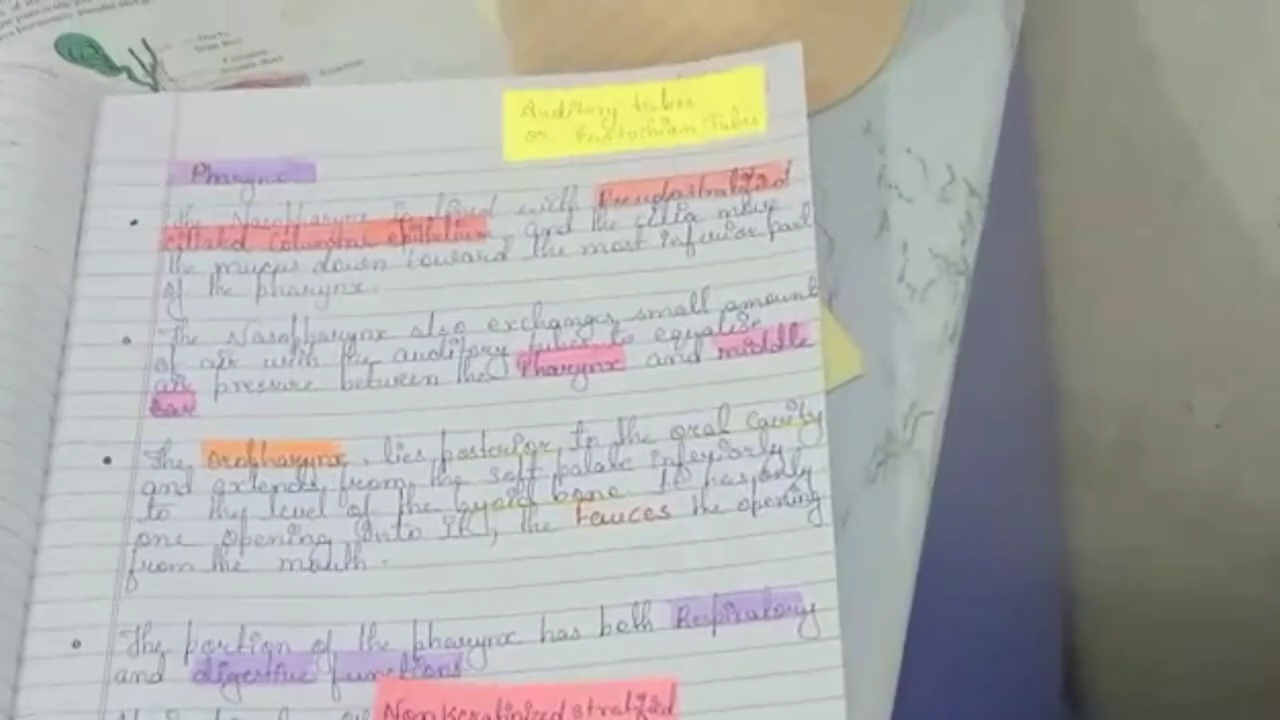 Auditory tubes
or Eustachian Tubes
Pharynx
The Nasopharynx is lined with Pseudostratified
ciliated columnar epithelium, and the cilia move
the mucus down toward the most inferior part
of the pharynx.
The Nasopharynx also exchanges small amount
of air with the auditory tubes to equalise
air pressure between the Pharynx and middle
ear
The oropharynx, lies posterior to the oral cavity
and extends from the soft palate inferiorly
to the level of the hyoid bone. It has only
one opening into it, the Fauces the opening
from the mouth.
The portion of the pharynx has both Respiratory
and digestive functions
Non keratinized stratified